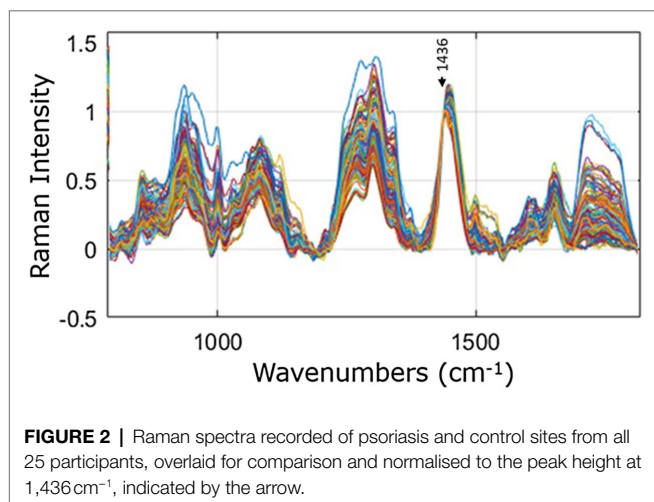 1.5
1436
1
0.5
0
-0.5
Raman Intensity
1000
1500
Wavenumbers (cm-1)
FIGURE 2 | Raman spectra recorded of psoriasis and control sites from all
25 participants, overlaid for comparison and normalised to the peak height at
1,436 cm−1, indicated by the arrow.